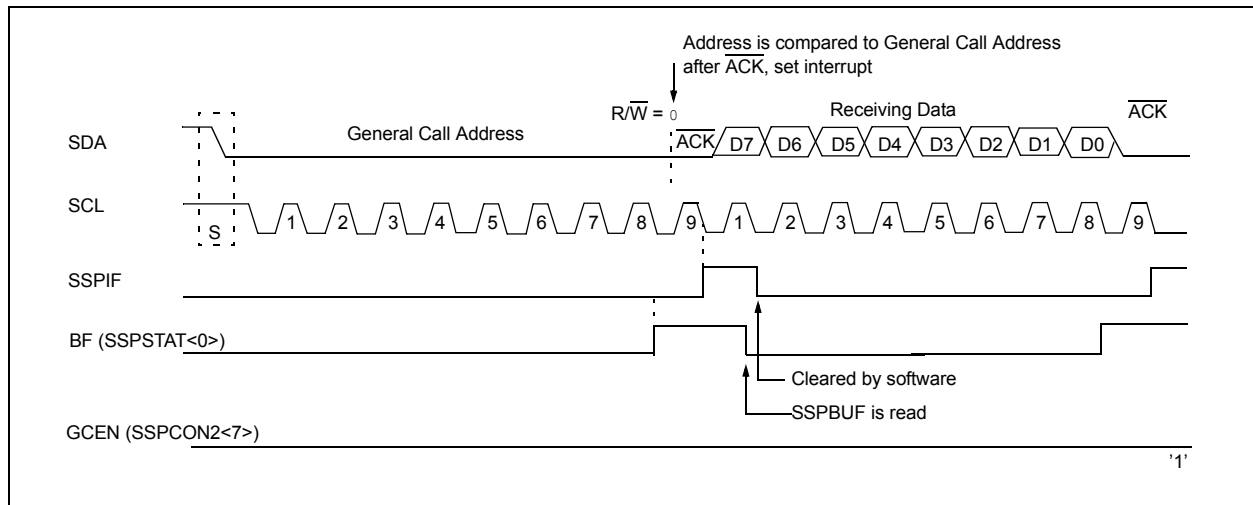 Address is compared to General Call Address
after A̅C̅K̅, set interrupt
R/W̅ = 0
General Call Address
Receiving Data
A̅C̅K̅
SDA
A̅C̅K̅ D7 D6 D5 D4 D3 D2 D1 D0
SCL
S
1 2 3 4 5 6 7 8 9 1 2 3 4 5 6 7 8 9
SSPIF
BF (SSPSTAT<0>)
Cleared by software
SSPBUF is read
GCEN (SSPCON2<7>)
’1’